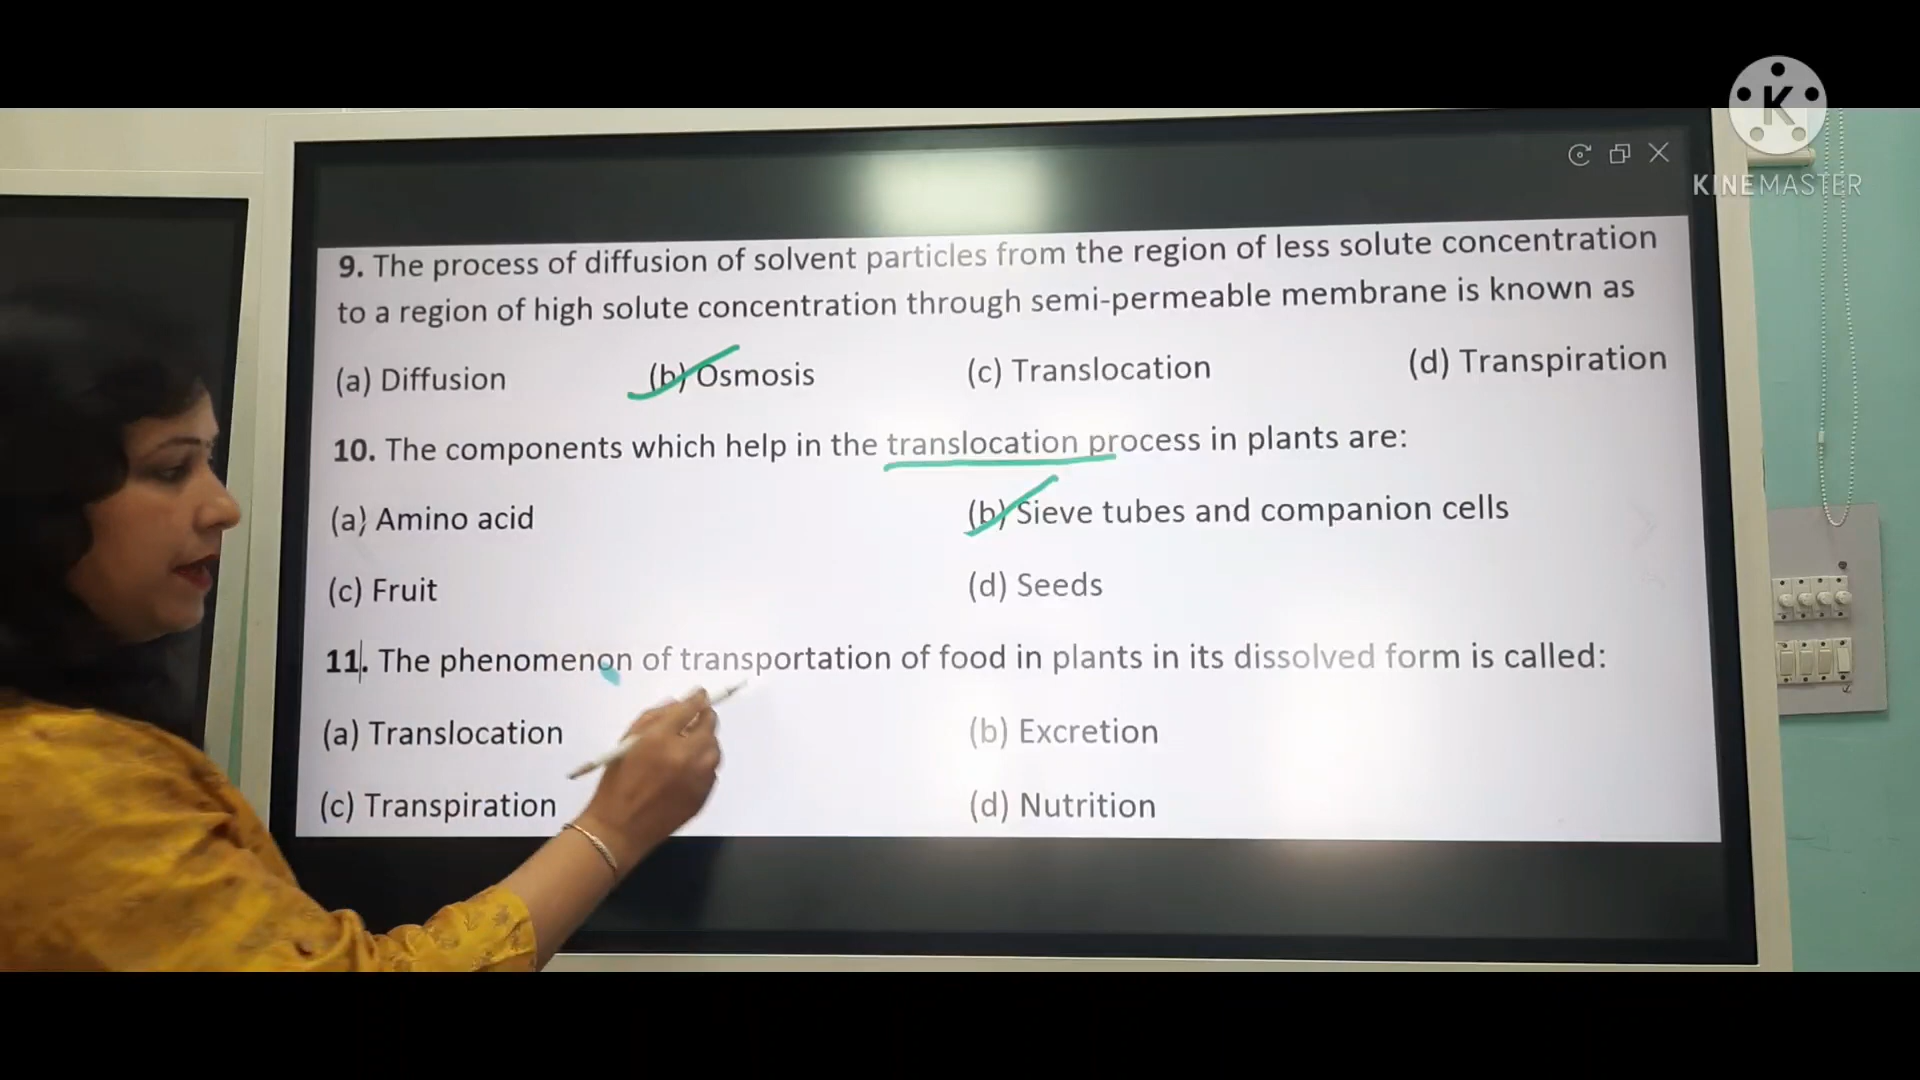 K
KINEMASTER
9. The process of diffusion of solvent particles from the region of less solute concentration
to a region of high solute concentration through semi-permeable membrane is known as
(a) Diffusion (b) Osmosis (c) Translocation (d) Transpiration
10. The components which help in the translocation process in plants are:
(a) Amino acid (b) Sieve tubes and companion cells
(c) Fruit (d) Seeds
11. The phenomenon of transportation of food in plants in its dissolved form is called:
(a) Translocation (b) Excretion
(c) Transpiration (d) Nutrition